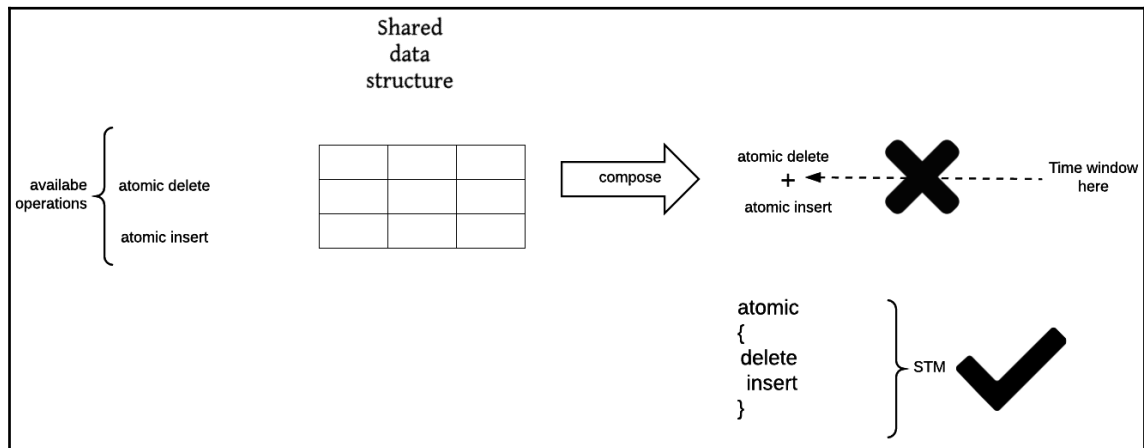 Shared
data
structure
availabe
operations
atomic delete
atomic insert
compose
atomic delete
+
atomic insert
Time window
here
atomic
{
delete
insert
}
STM